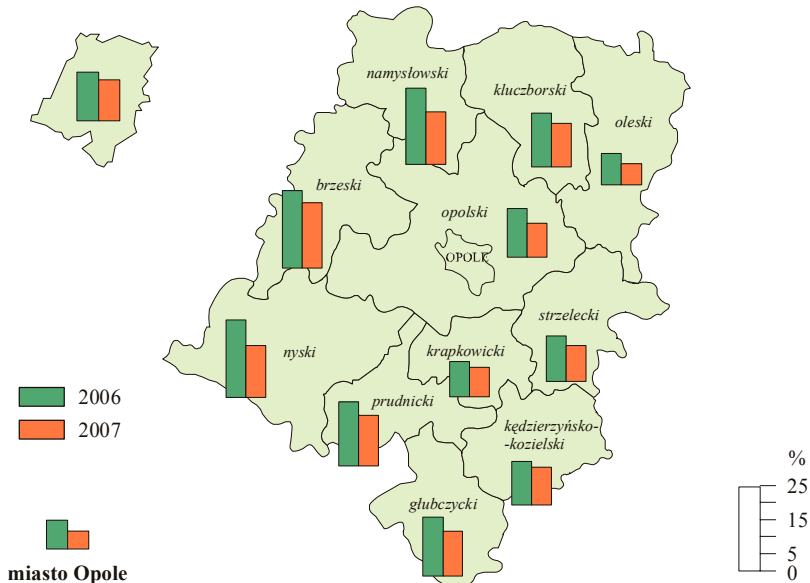 namysłowski
kluczborski
oleski
brzeski
opolski
OPOLE
strzelecki
nyski
krapkowicki
2006
prudnicki
kędzierzyńsko-
-kozielski
2007
głubczycki
%
25
15
5
0
miasto Opole